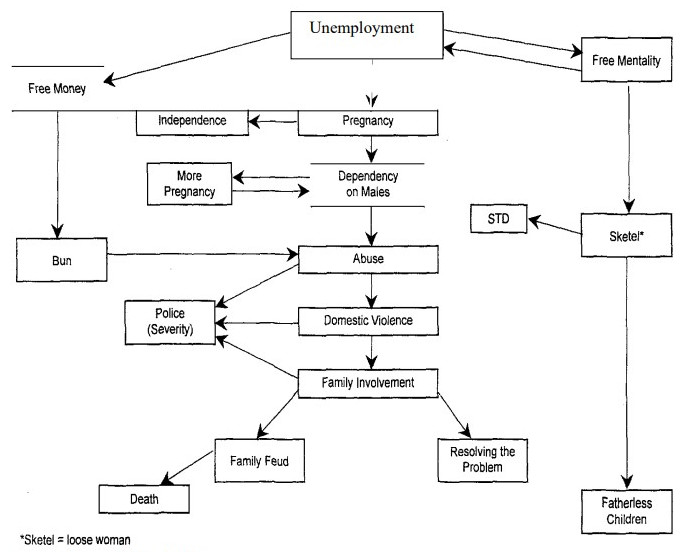 Unemployment
Free Mentality
Free Money
Independence
Pregnancy
More
Pregnancy
Dependency
on Males
STD
Sketel*
Bun
Abuse
Police
(Severity)
Domestic Violence
Family Involvement
Family Feud
Resolving the
Problem
Death
Fatherless
Children
*Sketel = loose woman